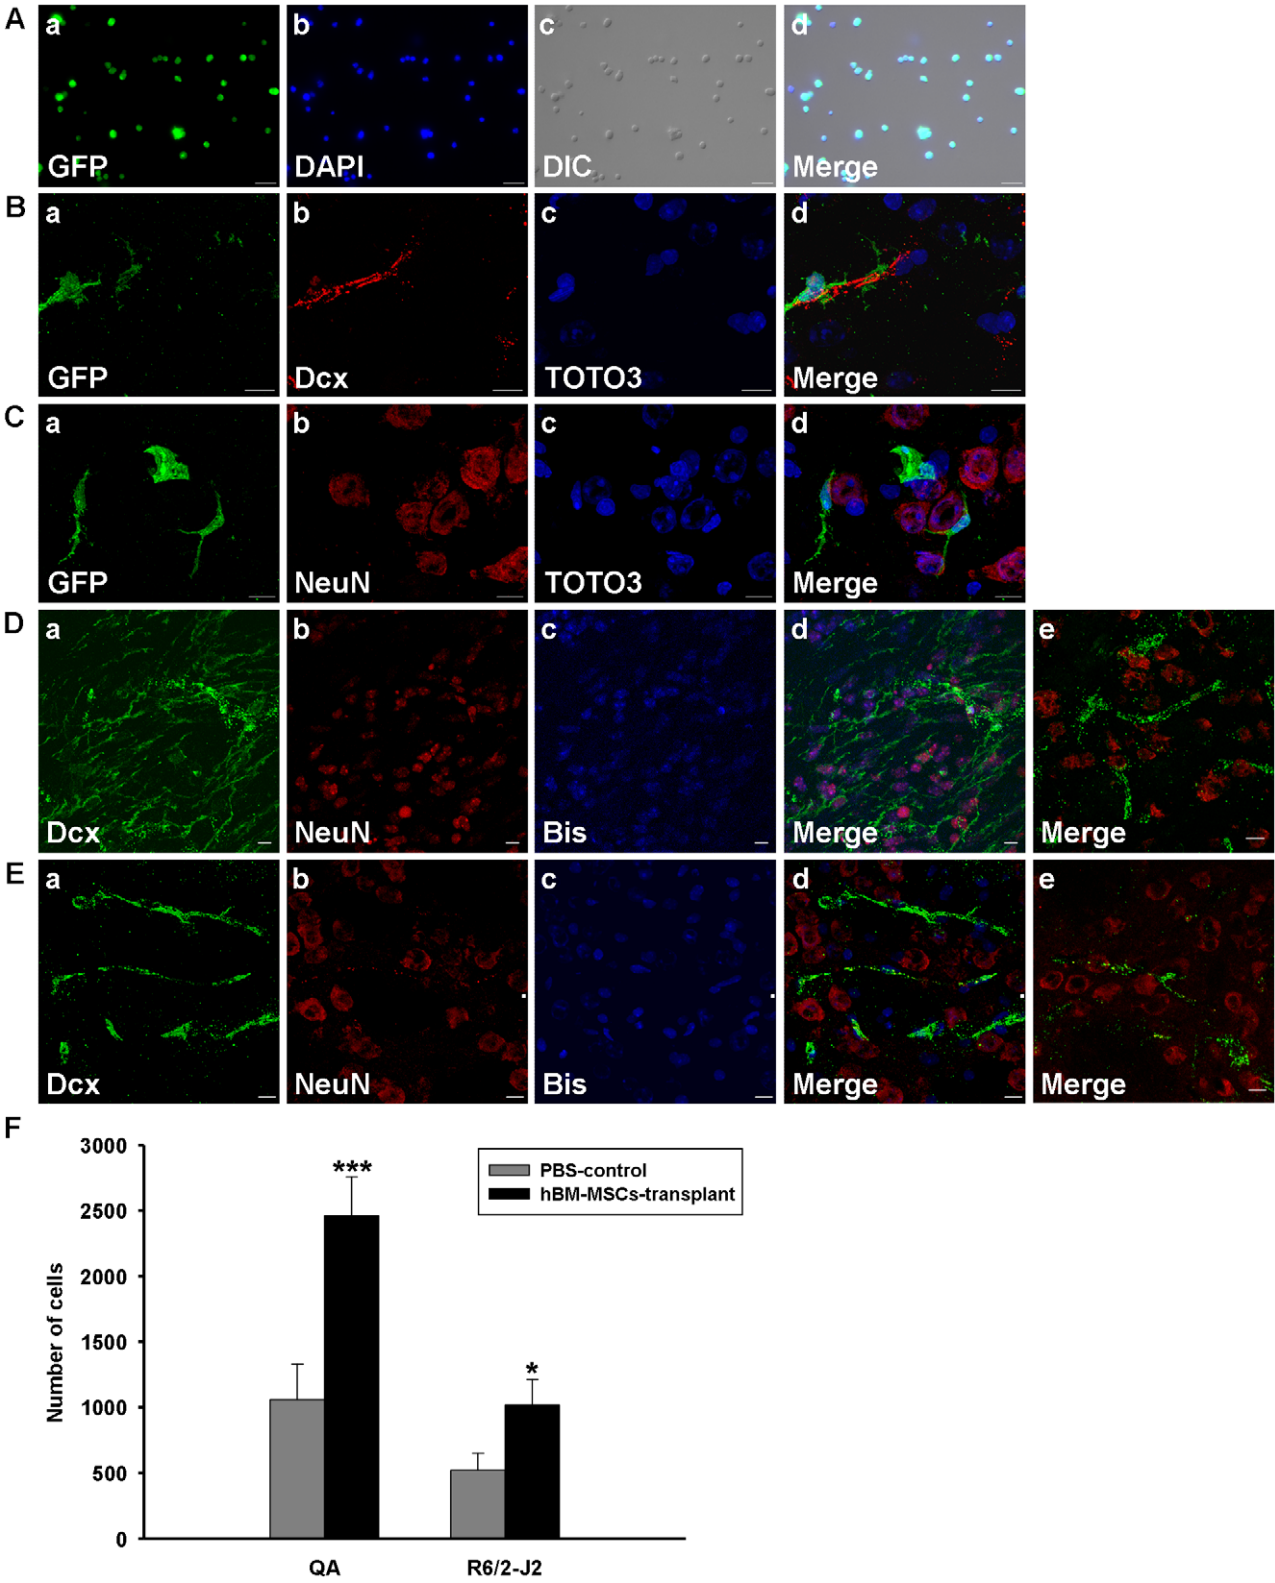 A
a b c d
GFP DAPI DIC Merge
B
a b c d
GFP Dcx TOTO3 Merge
C
a b c d
GFP NeuN TOTO3 Merge
D
a b c d e
Dcx NeuN Bis Merge Merge
E
a b c d e
Dcx NeuN Bis Merge Merge
F
3000
2500
2000
1500
1000
500
0
Number of cells
***
*
PBS-control
hBM-MSCs-transplant
QA R6/2-J2